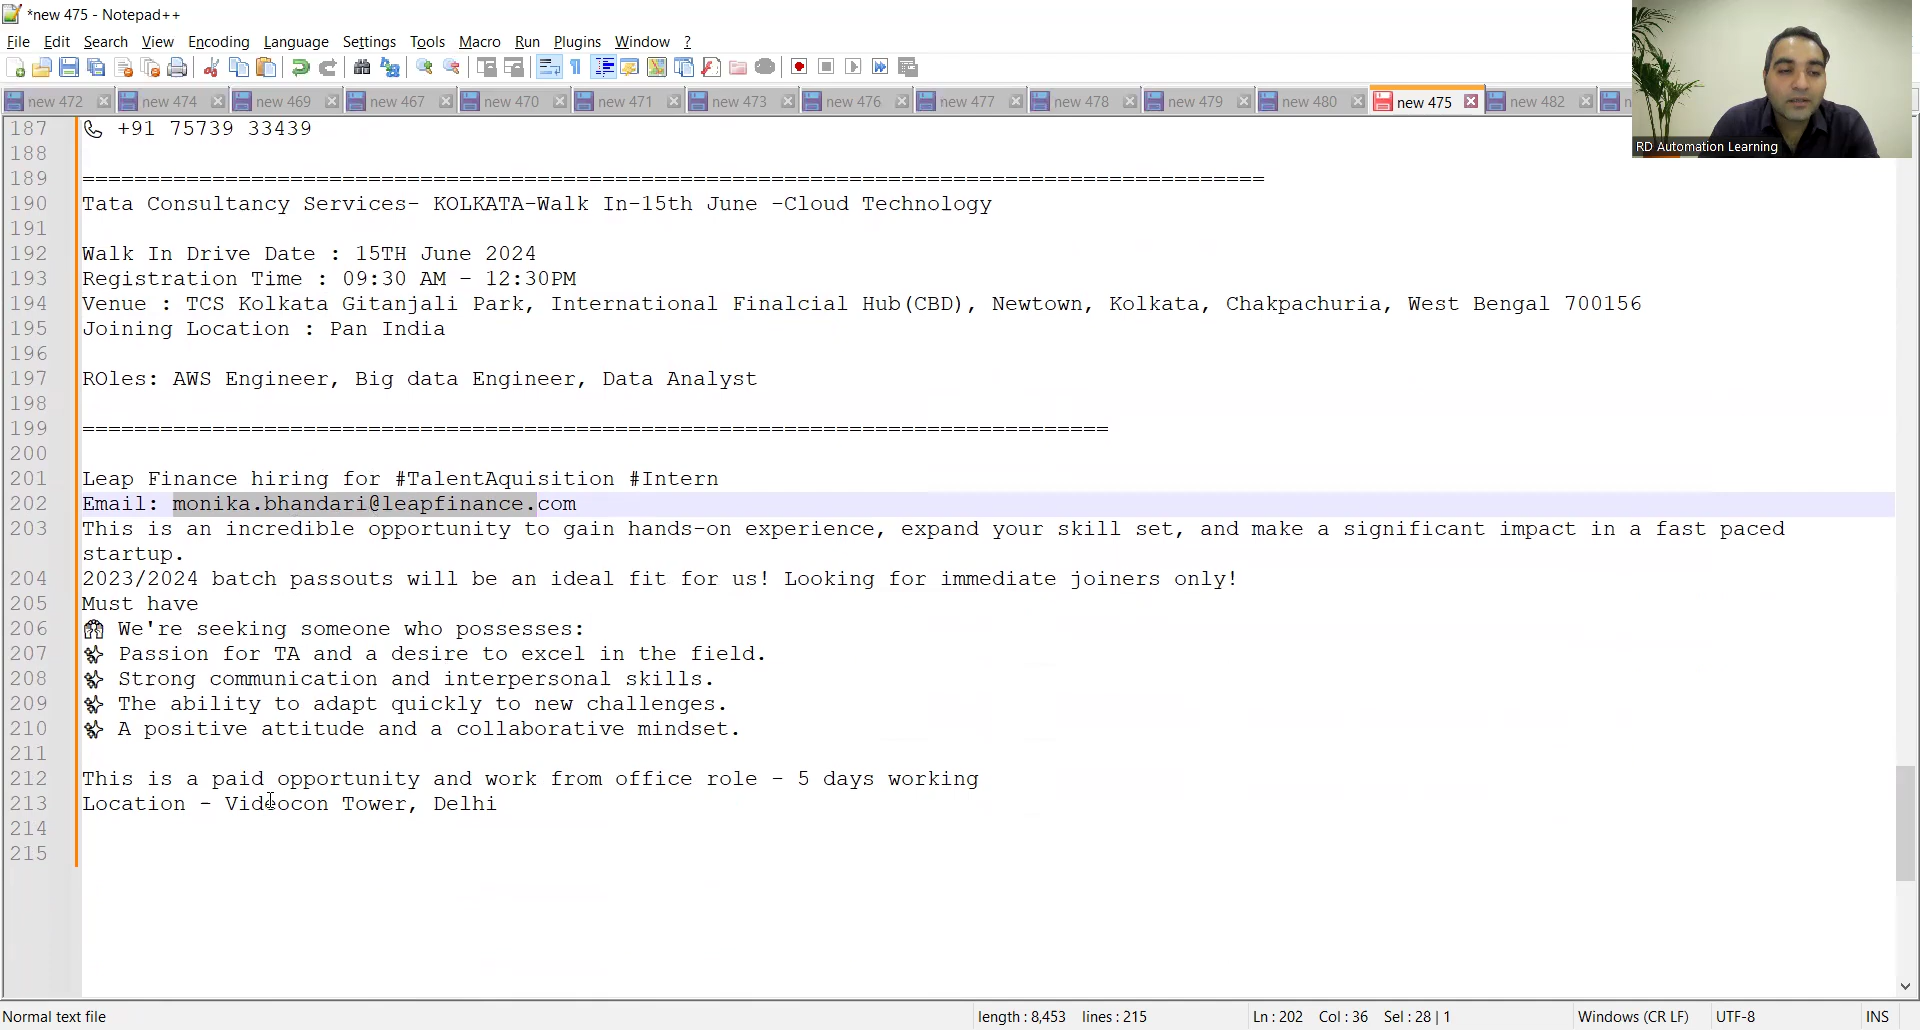 *new 475 - Notepad++
File Edit Search View Encoding Language Settings Tools Macro Run Plugins Window ?
new 472 new 474 new 469 new 467 new 470 new 471 new 473 new 476 new 477 new 478 new 479 new 480 new 475 new 482
RD Automation Learning
187 +91 75739 33439
188
189 ===========================================================================================
190 Tata Consultancy Services- KOLKATA-Walk In-15th June -Cloud Technology
191
192 Walk In Drive Date : 15TH June 2024
193 Registration Time : 09:30 AM - 12:30PM
194 Venue : TCS Kolkata Gitanjali Park, International Finalcial Hub(CBD), Newtown, Kolkata, Chakpachuria, West Bengal 700156
195 Joining Location : Pan India
196
197 ROles: AWS Engineer, Big data Engineer, Data Analyst
198
199 ===============================================================================
200
201 Leap Finance hiring for #TalentAquisition #Intern
202 Email: monika.bhandari@leapfinance.com
203 This is an incredible opportunity to gain hands-on experience, expand your skill set, and make a significant impact in a fast paced
startup.
204 2023/2024 batch passouts will be an ideal fit for us! Looking for immediate joiners only!
205 Must have
206 We're seeking someone who possesses:
207 Passion for TA and a desire to excel in the field.
208 Strong communication and interpersonal skills.
209 The ability to adapt quickly to new challenges.
210 A positive attitude and a collaborative mindset.
211
212 This is a paid opportunity and work from office role - 5 days working
213 Location - Videocon Tower, Delhi
214
215
Normal text file length : 8,453 lines : 215 Ln : 202 Col : 36 Sel : 28 | 1 Windows (CR LF) UTF-8 INS